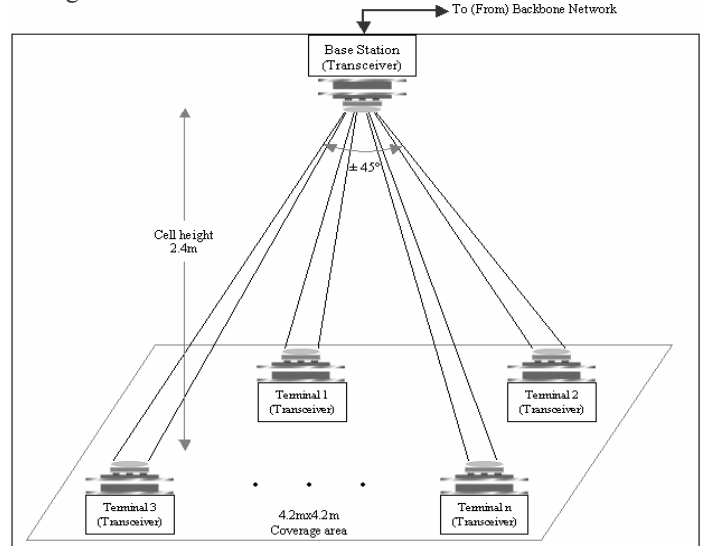 To (From) Backbone Network
Base Station
(Transceiver)
± 45°
Cell height
2.4m
Terminal 1
(Transceiver)
Terminal 2
(Transceiver)
Terminal 3
(Transceiver)
Terminal n
(Transceiver)
4.2mx4.2m
Coverage area